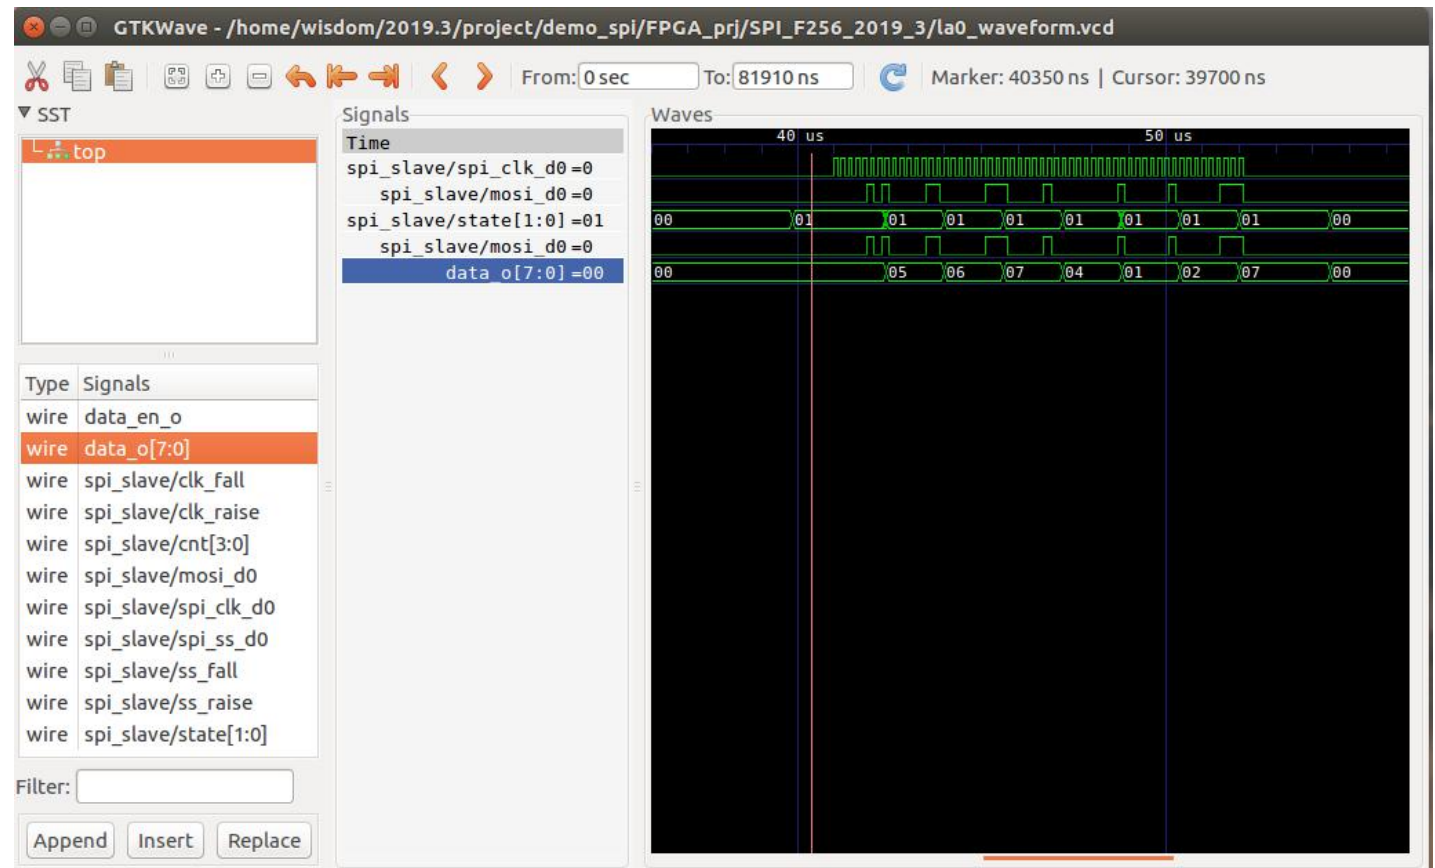 GTKWave - /home/wisdom/2019.3/project/demo_spi/FPGA_prj/SPI_F256_2019_3/la0_waveform.vcd
From: 0 sec To: 81910 ns Marker: 40350 ns | Cursor: 39700 ns
SST
top
Type Signals
wire data_en_o
wire data_o[7:0]
wire spi_slave/clk_fall
wire spi_slave/clk_raise
wire spi_slave/cnt[3:0]
wire spi_slave/mosi_d0
wire spi_slave/spi_clk_d0
wire spi_slave/spi_ss_d0
wire spi_slave/ss_fall
wire spi_slave/ss_raise
wire spi_slave/state[1:0]
Filter:
Append Insert Replace
Signals
Time
spi_slave/spi_clk_d0=0
spi_slave/mosi_d0=0
spi_slave/state[1:0]=01
spi_slave/mosi_d0=0
data_o[7:0]=00
Waves
40 us 50 us
00 01 01 01 01 01 01 01 01 00
00 05 06 07 04 01 02 07 00